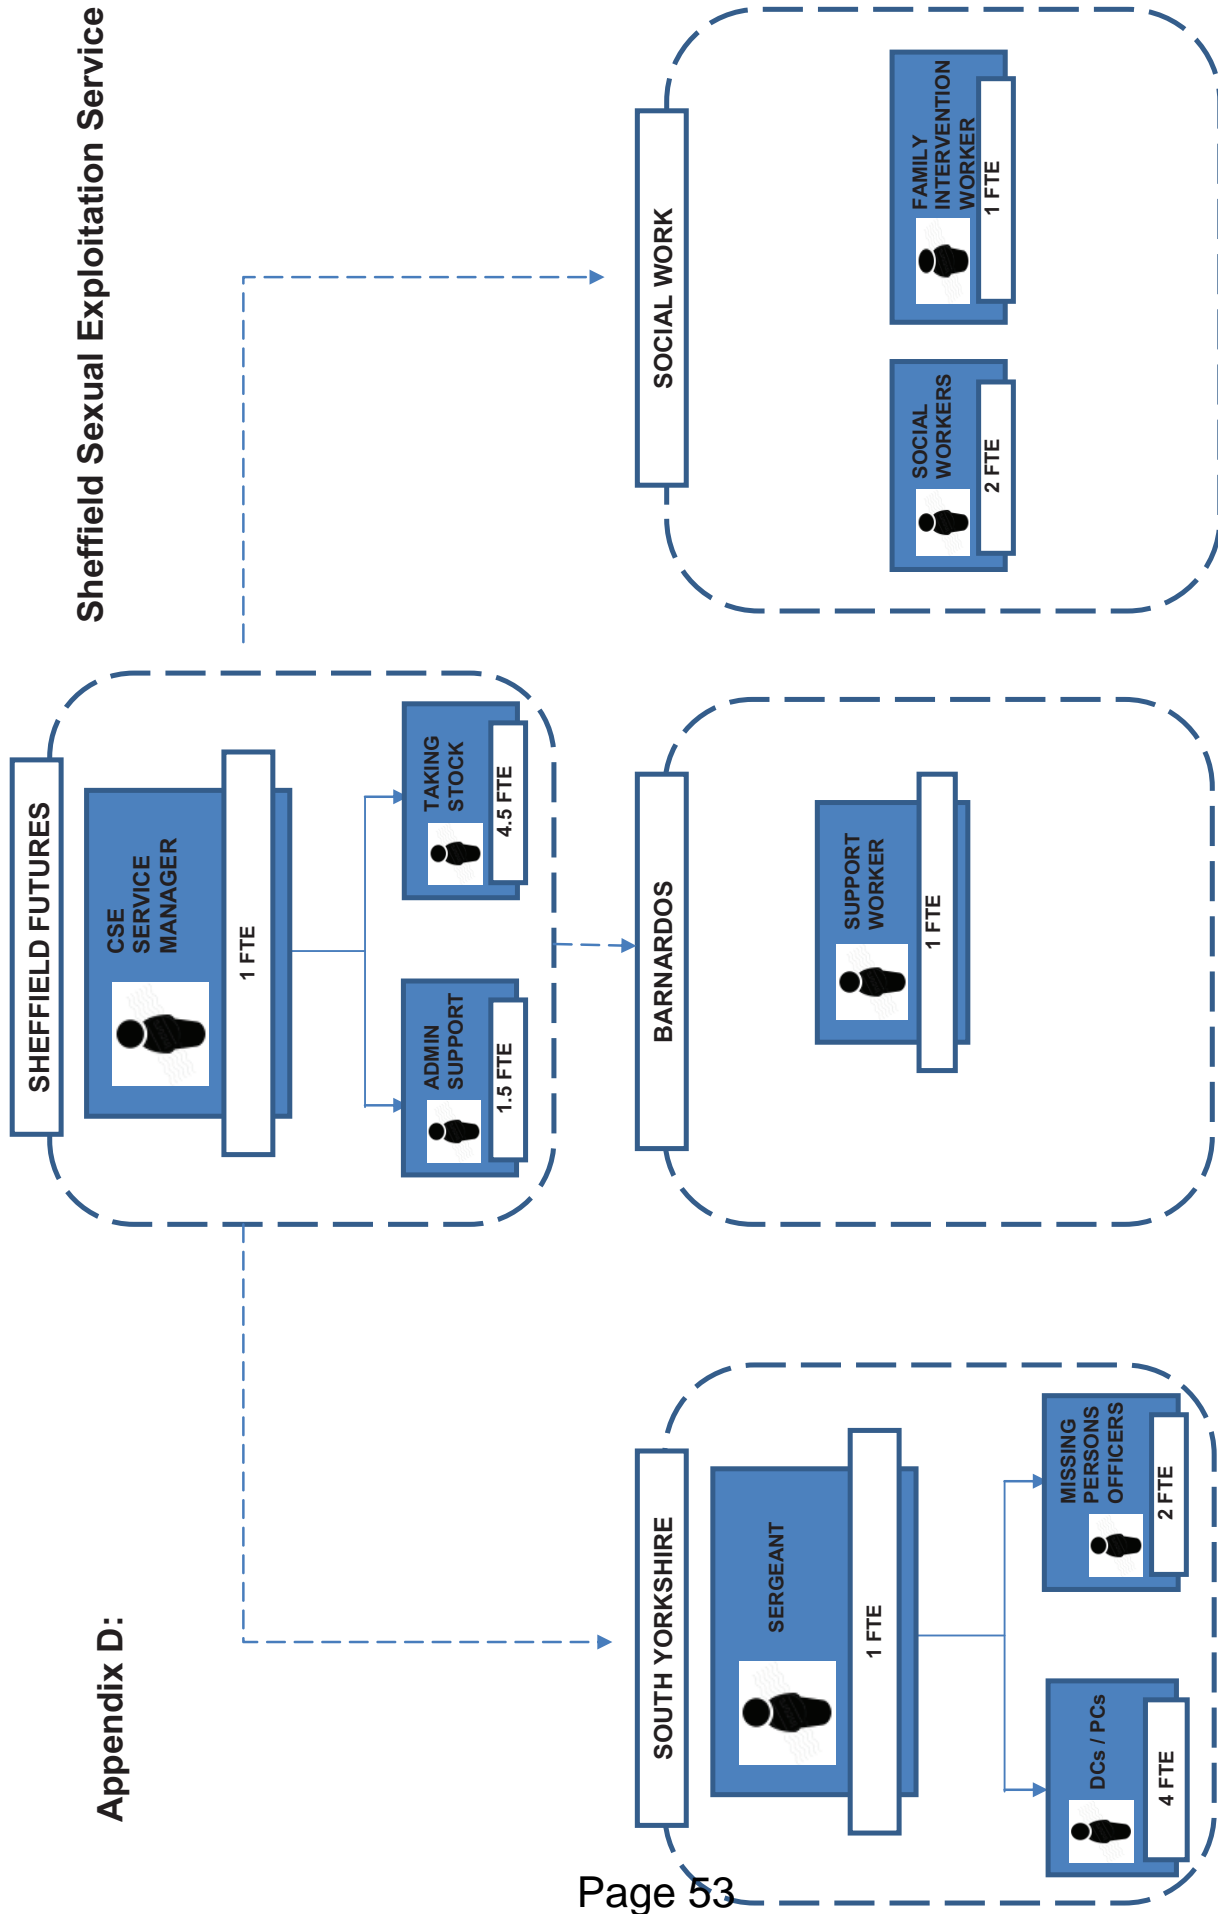 Appendix D:
Sheffield Sexual Exploitation Service
SHEFFIELD FUTURES
CSE
SERVICE
MANAGER
1 FTE
ADMIN
SUPPORT
1.5 FTE
TAKING
STOCK
4.5 FTE
SOUTH YORKSHIRE
SERGEANT
1 FTE
DCs / PCs
4 FTE
MISSING
PERSONS
OFFICERS
2 FTE
BARNARDOS
SUPPORT
WORKER
1 FTE
SOCIAL WORK
SOCIAL
WORKERS
2 FTE
FAMILY
INTERVENTION
WORKER
1 FTE
Page 53